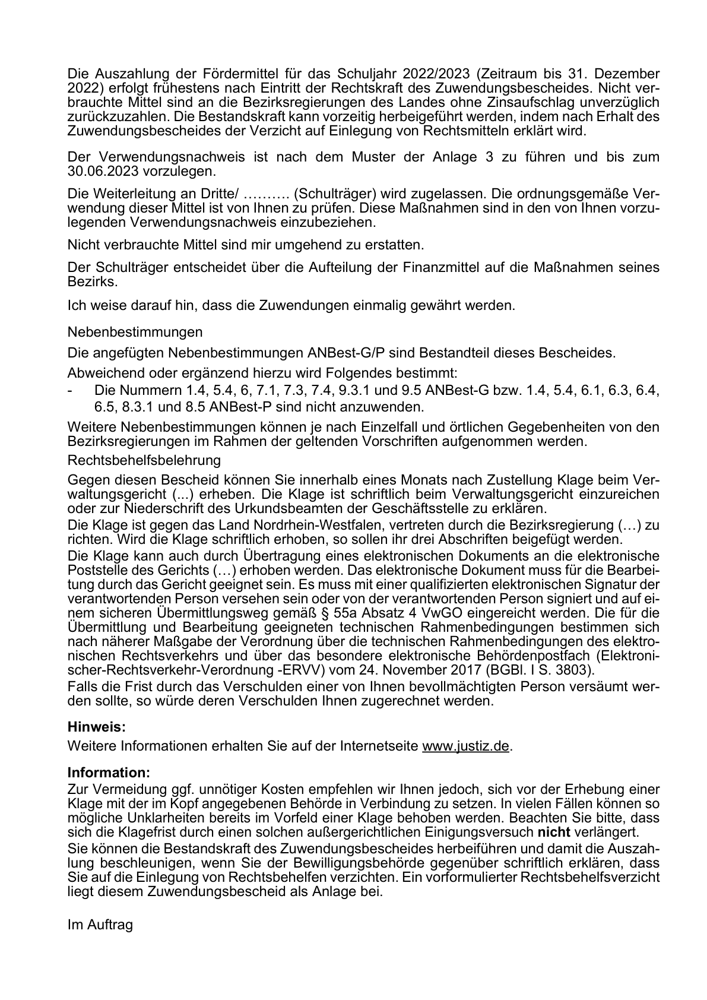 Die Auszahlung der Fördermittel für das Schuljahr 2022/2023 (Zeitraum bis 31. Dezember
2022) erfolgt frühestens nach Eintritt der Rechtskraft des Zuwendungsbescheides. Nicht ver-
brauchte Mittel sind an die Bezirksregierungen des Landes ohne Zinsaufschlag unverzüglich
zurückzuzahlen. Die Bestandskraft kann vorzeitig herbeigeführt werden, indem nach Erhalt des
Zuwendungsbescheides der Verzicht auf Einlegung von Rechtsmitteln erklärt wird.
Der Verwendungsnachweis ist nach dem Muster der Anlage 3 zu führen und bis zum
30.06.2023 vorzulegen.
Die Weiterleitung an Dritte/ ………. (Schulträger) wird zugelassen. Die ordnungsgemäße Ver-
wendung dieser Mittel ist von Ihnen zu prüfen. Diese Maßnahmen sind in den von Ihnen vorzu-
legenden Verwendungsnachweis einzubeziehen.
Nicht verbrauchte Mittel sind mir umgehend zu erstatten.
Der Schulträger entscheidet über die Aufteilung der Finanzmittel auf die Maßnahmen seines
Bezirks.
Ich weise darauf hin, dass die Zuwendungen einmalig gewährt werden.
Nebenbestimmungen
Die angefügten Nebenbestimmungen ANBest-G/P sind Bestandteil dieses Bescheides.
Abweichend oder ergänzend hierzu wird Folgendes bestimmt:
- Die Nummern 1.4, 5.4, 6, 7.1, 7.3, 7.4, 9.3.1 und 9.5 ANBest-G bzw. 1.4, 5.4, 6.1, 6.3, 6.4,
6.5, 8.3.1 und 8.5 ANBest-P sind nicht anzuwenden.
Weitere Nebenbestimmungen können je nach Einzelfall und örtlichen Gegebenheiten von den
Bezirksregierungen im Rahmen der geltenden Vorschriften aufgenommen werden.
Rechtsbehelfsbelehrung
Gegen diesen Bescheid können Sie innerhalb eines Monats nach Zustellung Klage beim Ver-
waltungsgericht (...) erheben. Die Klage ist schriftlich beim Verwaltungsgericht einzureichen
oder zur Niederschrift des Urkundsbeamten der Geschäftsstelle zu erklären.
Die Klage ist gegen das Land Nordrhein-Westfalen, vertreten durch die Bezirksregierung (…) zu
richten. Wird die Klage schriftlich erhoben, so sollen ihr drei Abschriften beigefügt werden.
Die Klage kann auch durch Übertragung eines elektronischen Dokuments an die elektronische
Poststelle des Gerichts (…) erhoben werden. Das elektronische Dokument muss für die Bearbei-
tung durch das Gericht geeignet sein. Es muss mit einer qualifizierten elektronischen Signatur der
verantwortenden Person versehen sein oder von der verantwortenden Person signiert und auf ei-
nem sicheren Übermittlungsweg gemäß § 55a Absatz 4 VwGO eingereicht werden. Die für die
Übermittlung und Bearbeitung geeigneten technischen Rahmenbedingungen bestimmen sich
nach näherer Maßgabe der Verordnung über die technischen Rahmenbedingungen des elektro-
nischen Rechtsverkehrs und über das besondere elektronische Behördenpostfach (Elektroni-
scher-Rechtsverkehr-Verordnung -ERVV) vom 24. November 2017 (BGBl. I S. 3803).
Falls die Frist durch das Verschulden einer von Ihnen bevollmächtigten Person versäumt wer-
den sollte, so würde deren Verschulden Ihnen zugerechnet werden.
Hinweis:
Weitere Informationen erhalten Sie auf der Internetseite www.justiz.de.
Information:
Zur Vermeidung ggf. unnötiger Kosten empfehlen wir Ihnen jedoch, sich vor der Erhebung einer
Klage mit der im Kopf angegebenen Behörde in Verbindung zu setzen. In vielen Fällen können so
mögliche Unklarheiten bereits im Vorfeld einer Klage behoben werden. Beachten Sie bitte, dass
sich die Klagefrist durch einen solchen außergerichtlichen Einigungsversuch nicht verlängert.
Sie können die Bestandskraft des Zuwendungsbescheides herbeiführen und damit die Auszah-
lung beschleunigen, wenn Sie der Bewilligungsbehörde gegenüber schriftlich erklären, dass
Sie auf die Einlegung von Rechtsbehelfen verzichten. Ein vorformulierter Rechtsbehelfsverzicht
liegt diesem Zuwendungsbescheid als Anlage bei.
Im Auftrag